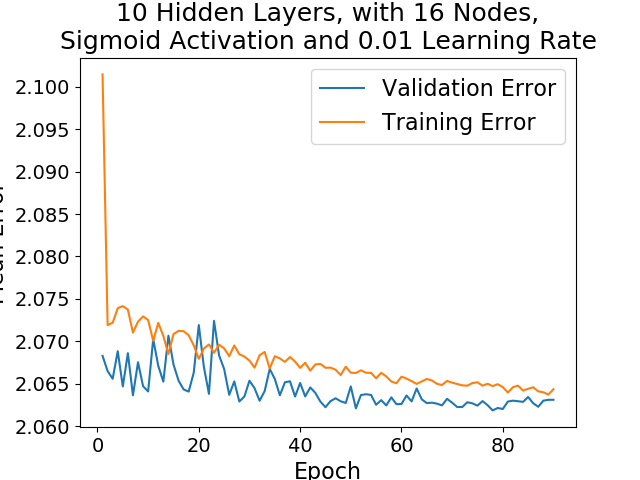 10 Hidden Layers, with 16 Nodes,
Sigmoid Activation and 0.01 Learning Rate
Validation Error
Training Error
2.100
2.095
2.090
2.085
2.080
2.075
2.070
2.065
2.060
0
20
40
60
80
Epoch